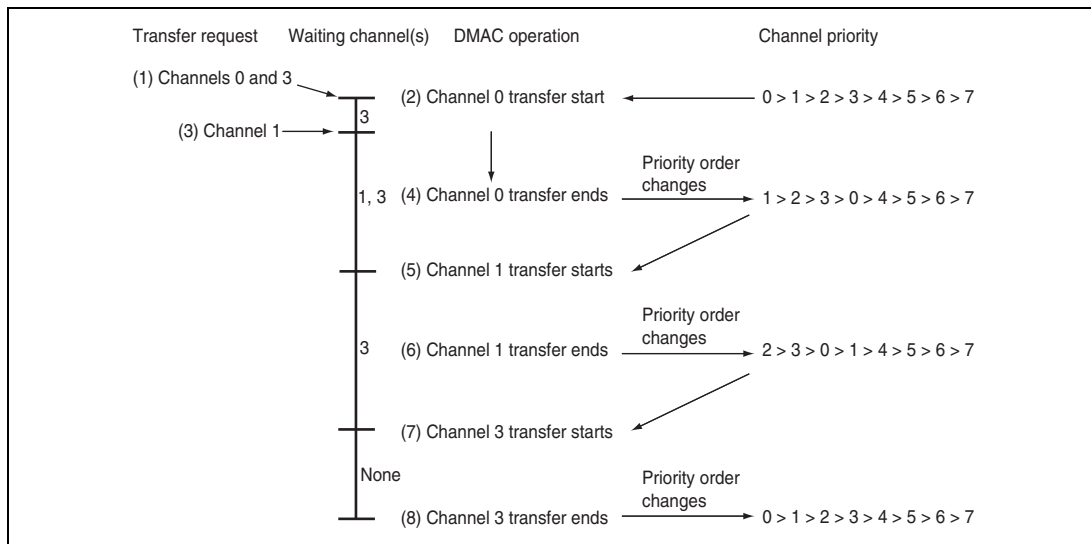 Transfer request Waiting channel(s) DMAC operation Channel priority
(1) Channels 0 and 3
(2) Channel 0 transfer start 0 > 1 > 2 > 3 > 4 > 5 > 6 > 7
3
(3) Channel 1
Priority order
changes
1, 3 (4) Channel 0 transfer ends 1 > 2 > 3 > 0 > 4 > 5 > 6 > 7
(5) Channel 1 transfer starts
Priority order
changes
3 (6) Channel 1 transfer ends 2 > 3 > 0 > 1 > 4 > 5 > 6 > 7
(7) Channel 3 transfer starts
None
Priority order
changes
(8) Channel 3 transfer ends 0 > 1 > 2 > 3 > 4 > 5 > 6 > 7